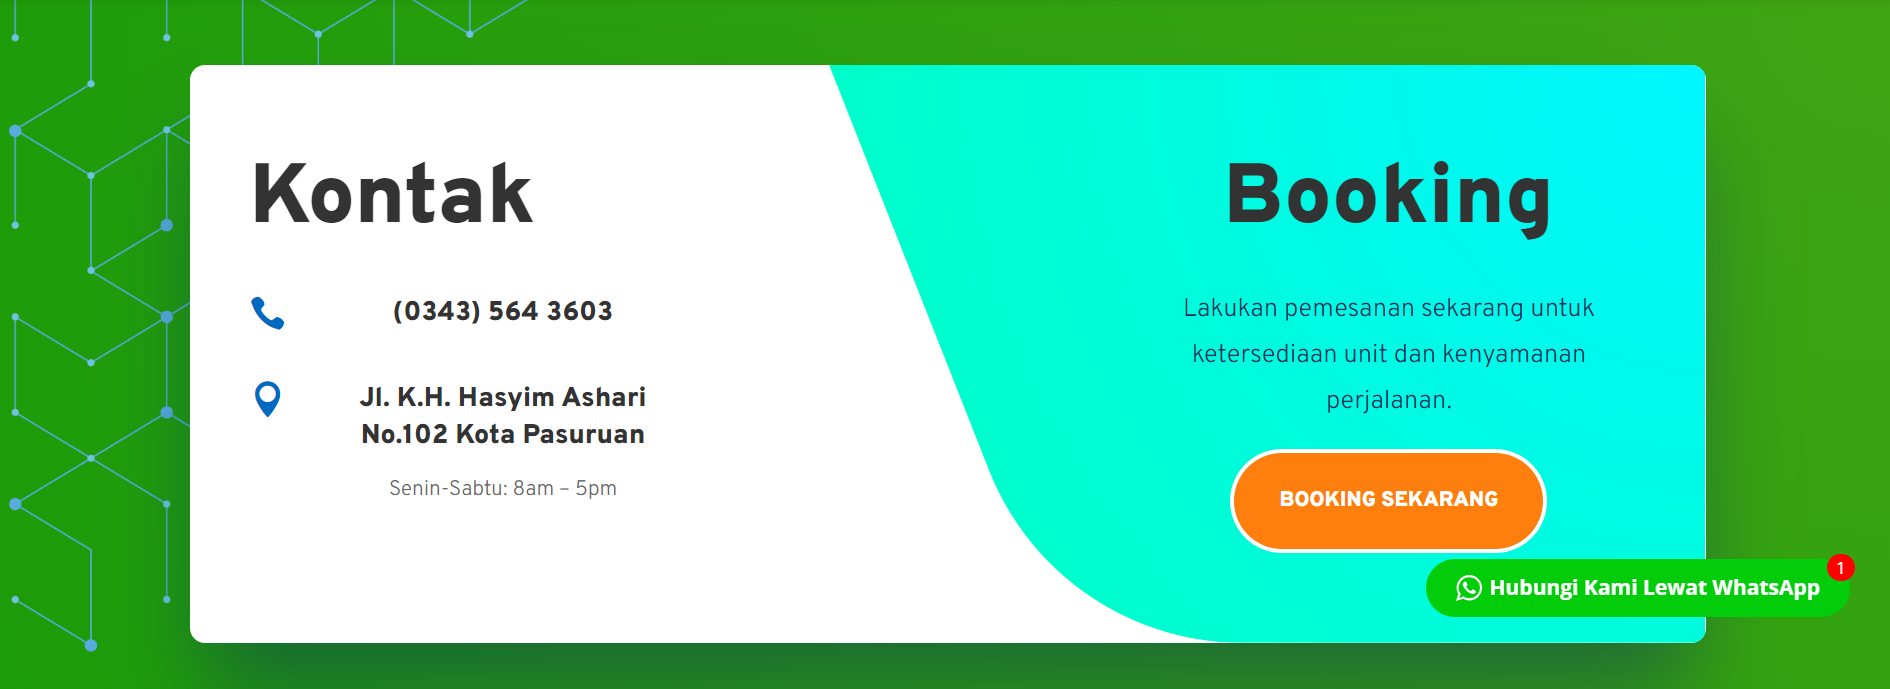 Kontak
(0343) 564 3603
Jl. K.H. Hasyim Ashari
No.102 Kota Pasuruan
Senin-Sabtu: 8am – 5pm
Booking
Lakukan pemesanan sekarang untuk
ketersediaan unit dan kenyamanan
perjalanan.
BOOKING SEKARANG
Hubungi Kami Lewat WhatsApp
1